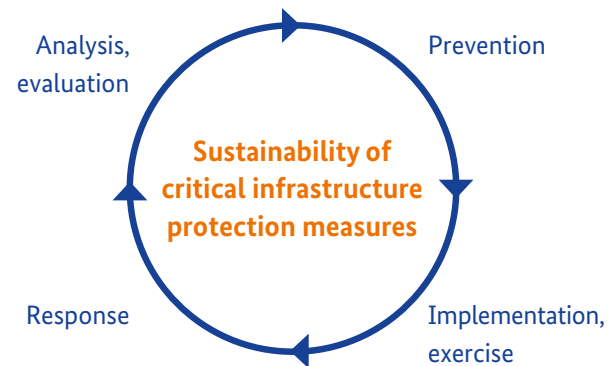 Analysis,
evaluation
Prevention
Sustainability of
critical infrastructure
protection measures
Response
Implementation,
exercise